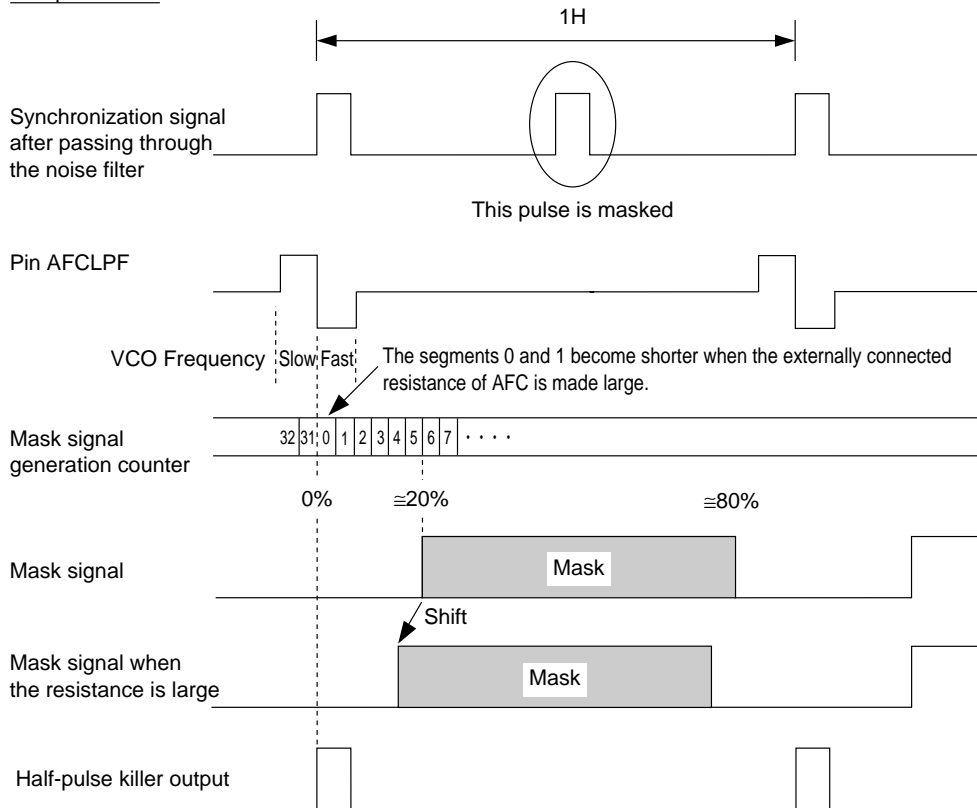 1H
Synchronization signal
after passing through
the noise filter
This pulse is masked
Pin AFCLPF
VCO Frequency Slow Fast
The segments 0 and 1 become shorter when the externally connected
resistance of AFC is made large.
Mask signal
generation counter
32 31 0 1 2 3 4 5 6 7 · · · ·
0% ≅20% ≅80%
Mask signal
Mask
Shift
Mask signal when
the resistance is large
Mask
Half-pulse killer output